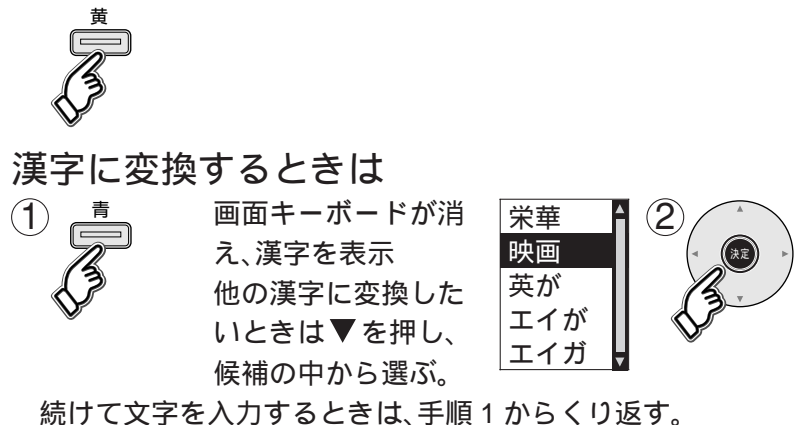 黄
漢字に変換するときは
① 青
画面キーボードが消
え、漢字を表示
他の漢字に変換した
いときは▼を押し、
候補の中から選ぶ。
栄華
映画
英が
エイが
エイガ
② 決定
続けて文字を入力するときは、手順 1 からくり返す。